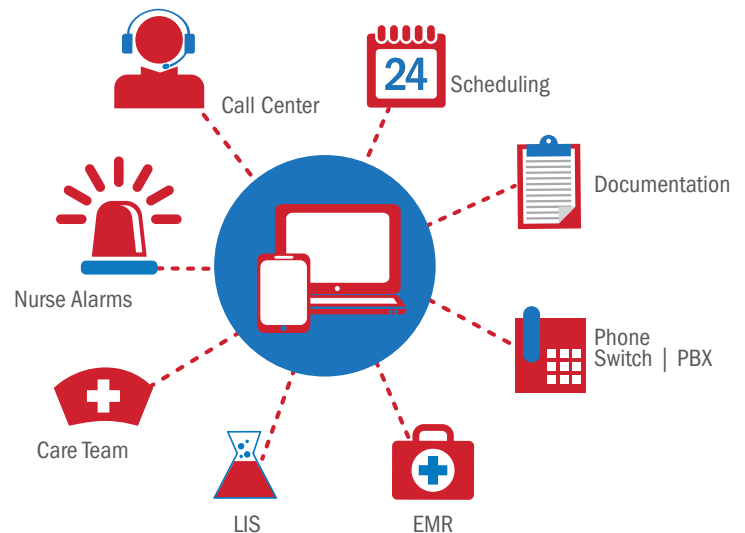 24
Scheduling
Call Center
Documentation
Nurse Alarms
Phone
Switch | PBX
Care Team
LIS
EMR